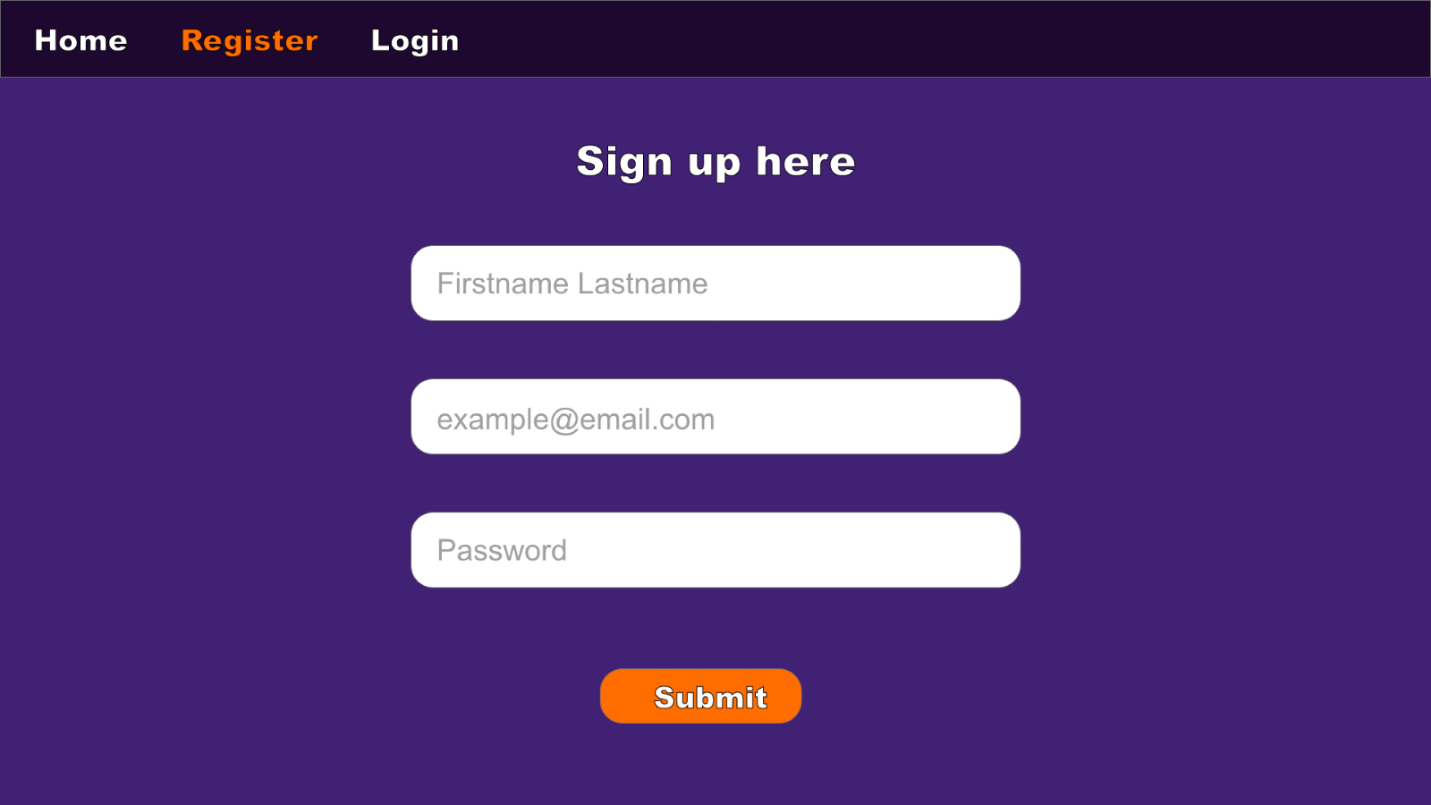 Home Register Login
Sign up here
Firstname Lastname
example@email.com
Password
Submit